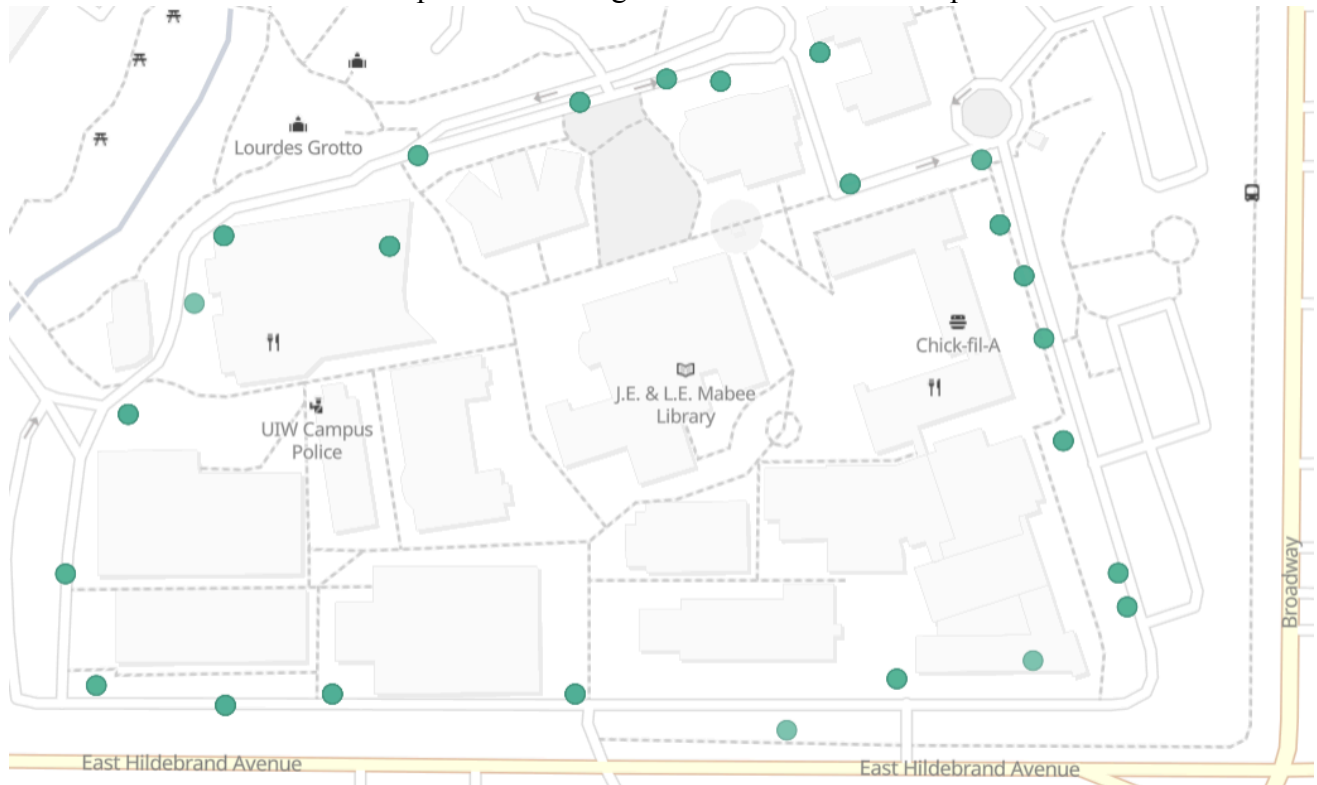 Lourdes Grotto
Chick-fil-A
J.E. & L.E. Mabee
Library
UIW Campus
Police
Broadway
East Hildebrand Avenue
East Hildebrand Avenue